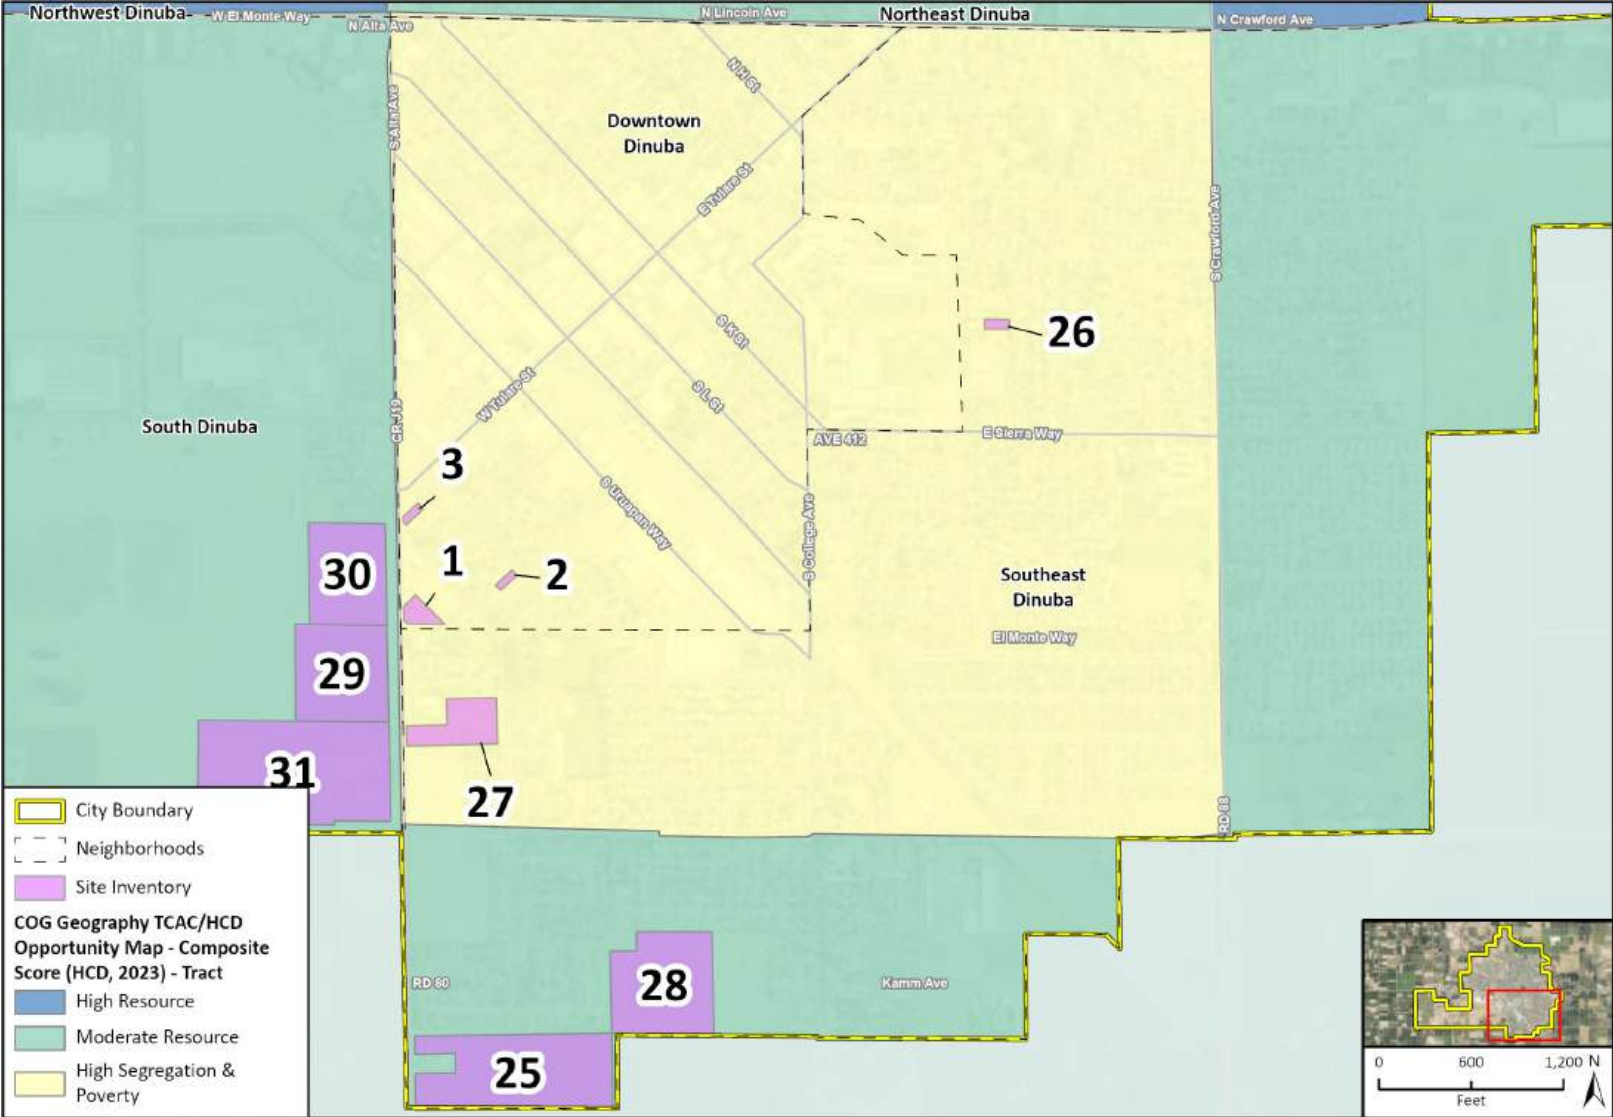 Northwest Dinuba
W El Monte Way
N Alta Ave
N Lincoln Ave
Northeast Dinuba
N Crawford Ave
N H St
Downtown
Dinuba
S Alta Ave
E Tulare St
S Crawford Ave
26
S K St
S L St
W Tulare St
CR-J19
South Dinuba
AVE 412
E Sierra Way
3
S Uruapan Way
S College Ave
1
2
30
Southeast
Dinuba
El Monte Way
29
31
27
RD 88
City Boundary
Neighborhoods
Site Inventory
COG Geography TCAC/HCD
Opportunity Map - Composite
Score (HCD, 2023) - Tract
High Resource
Moderate Resource
High Segregation &
Poverty
RD 80
28
Kamm Ave
25
0 600 1,200 N
Feet